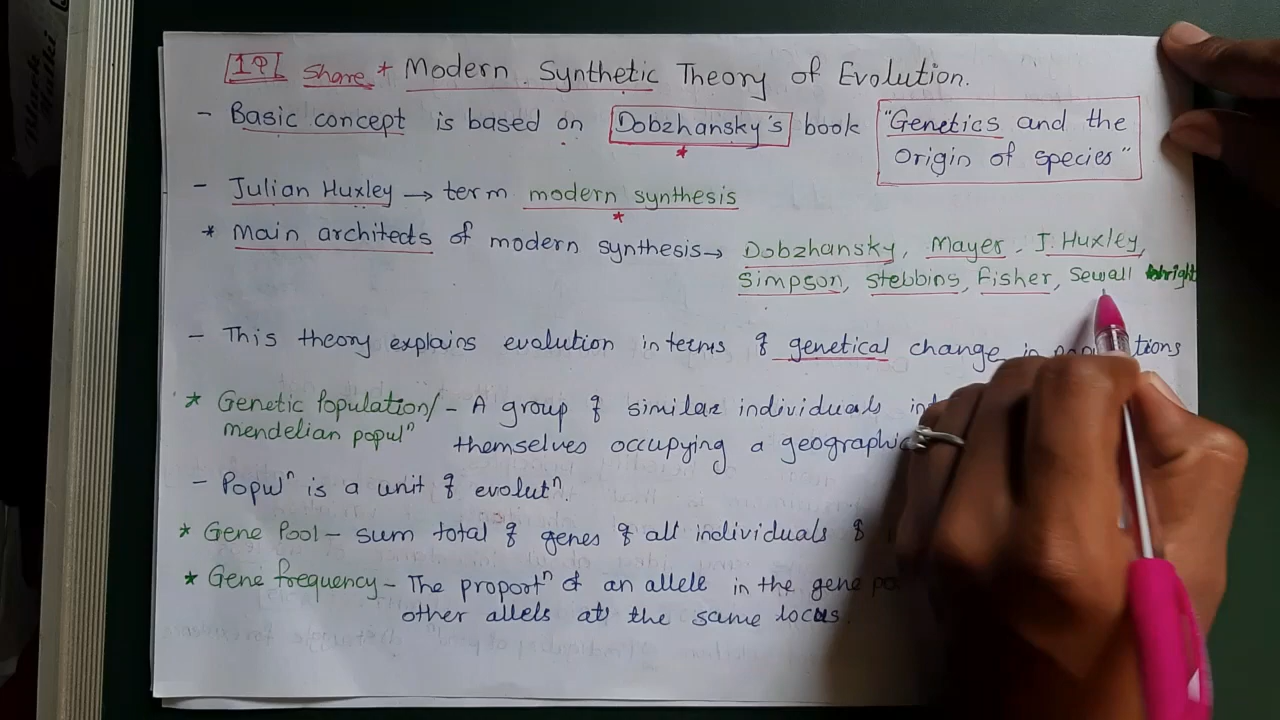 1Q Share * Modern Synthetic Theory of Evolution.
- Basic concept is based on Dobzhansky's book "Genetics and the Origin of species"
- Julian Huxley → term modern synthesis
* Main architects of modern synthesis → Dobzhansky, Mayer, J. Huxley,
Simpson, Stebbins, Fisher, Sewall Wright
- This theory explains evolution in terms of genetical change in
* Genetic Population/ - A group of similar individuals
mendelian populⁿ themselves occupying a geographic
- Populⁿ is a unit of evolutⁿ.
* Gene Pool - sum total of genes of all individuals of
* Gene frequency - The proportⁿ of an allele in the gene
other allels at the same locus.